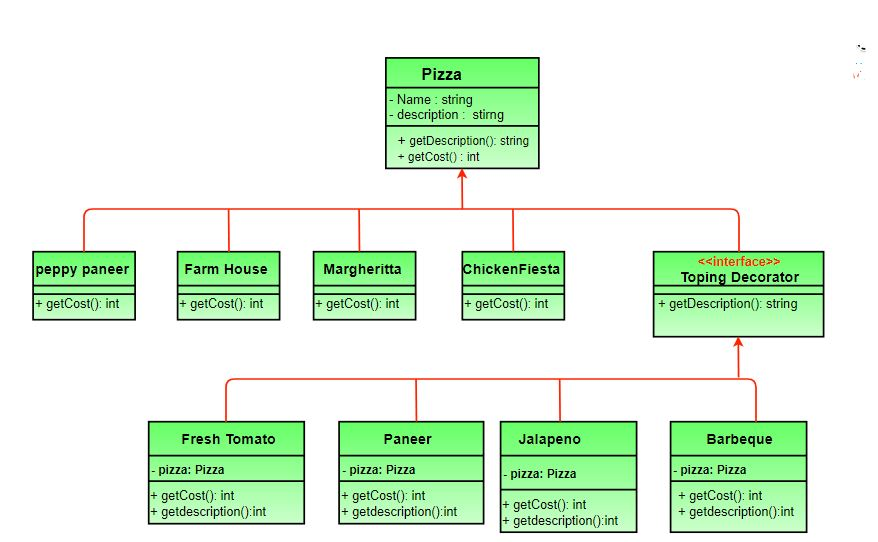 Pizza
- Name : string
- description :  stirng
+ getDescription(): string
+ getCost() : int
peppy paneer
+ getCost(): int
Farm House
+ getCost(): int
Margheritta
+ getCost(): int
ChickenFiesta
+ getCost(): int
<<interface>>
Toping Decorator
+ getDescription(): string
Fresh Tomato
- pizza: Pizza
+ getCost(): int
+ getdescription():int
Paneer
- pizza: Pizza
+ getCost(): int
+ getdescription():int
Jalapeno
- pizza: Pizza
+ getCost(): int
+ getdescription():int
Barbeque
- pizza: Pizza
+ getCost(): int
+ getdescription():int